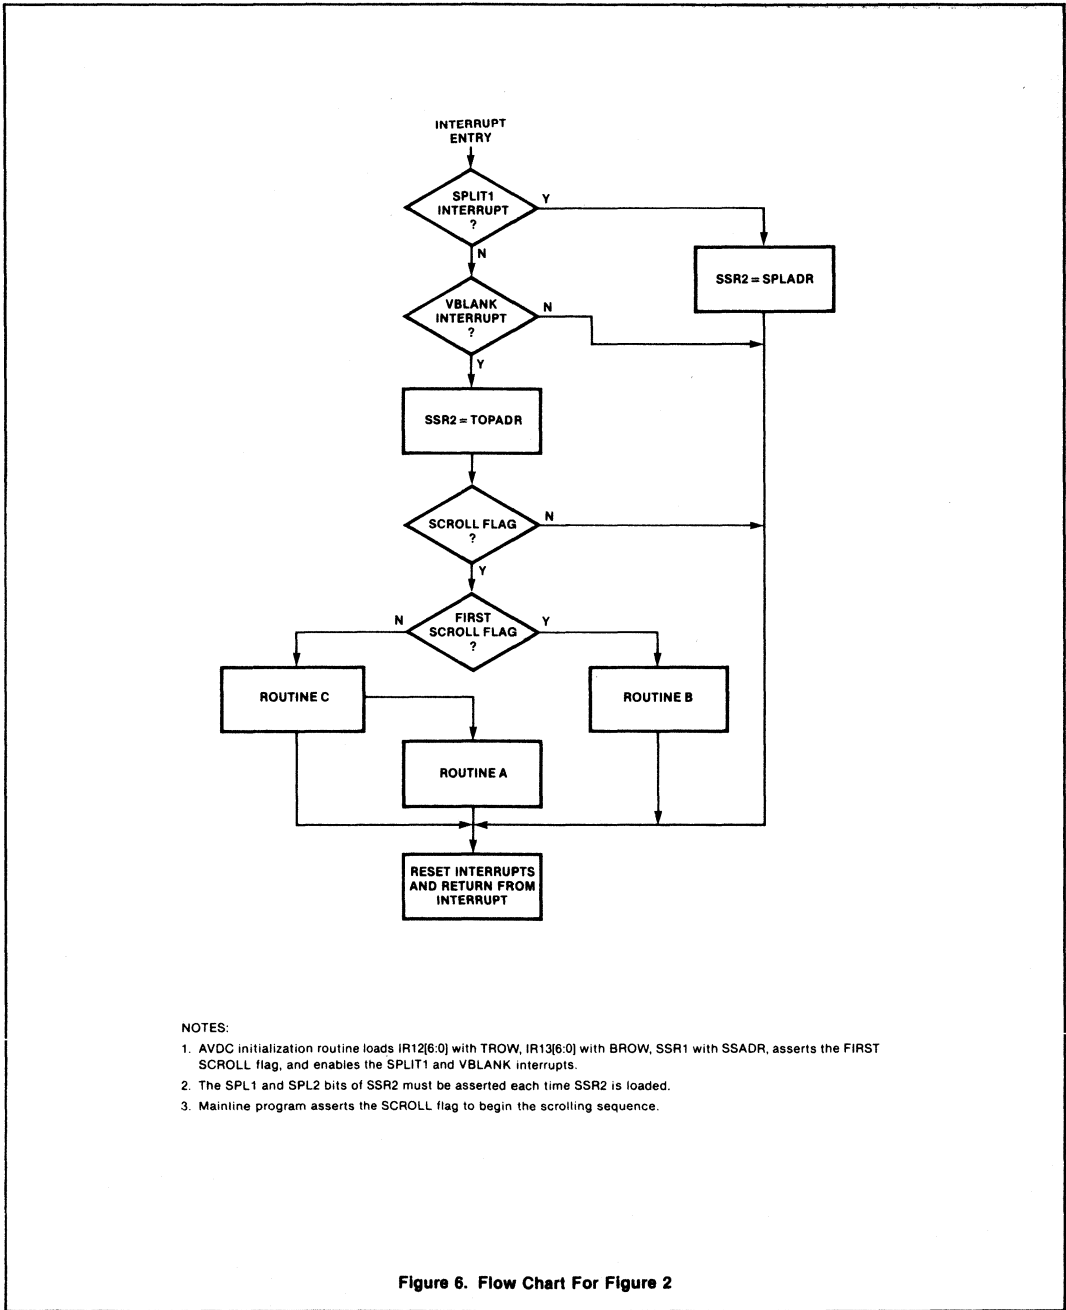 INTERRUPT
ENTRY
SPLIT1
INTERRUPT
?
Y
N
SSR2 = SPLADR
VBLANK
INTERRUPT
?
N
Y
SSR2 = TOPADR
SCROLL FLAG
?
N
Y
FIRST
SCROLL FLAG
?
N
Y
ROUTINE C
ROUTINE B
ROUTINE A
RESET INTERRUPTS
AND RETURN FROM
INTERRUPT
NOTES:
1. AVDC initialization routine loads IR12[6:0] with TROW, IR13[6:0] with BROW, SSR1 with SSADR, asserts the FIRST
SCROLL flag, and enables the SPLIT1 and VBLANK interrupts.
2. The SPL1 and SPL2 bits of SSR2 must be asserted each time SSR2 is loaded.
3. Mainline program asserts the SCROLL flag to begin the scrolling sequence.
Figure 6. Flow Chart For Figure 2